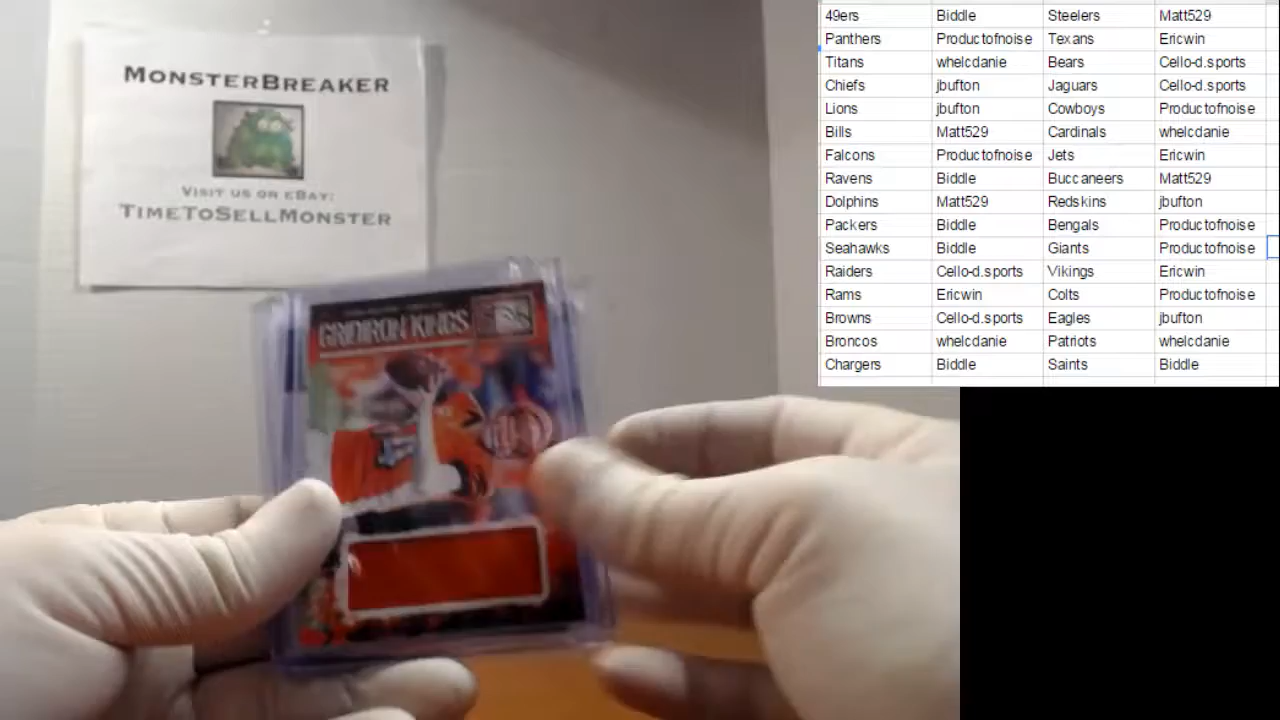 MonsterBreaker
Visit us on eBay:
TimeToSellMonster
GRIDIRON KINGS
49ers Biddle Steelers Matt529
Panthers Productofnoise Texans Ericwin
Titans whelcdanie Bears Cello-d.sports
Chiefs jbufton Jaguars Cello-d.sports
Lions jbufton Cowboys Productofnoise
Bills Matt529 Cardinals whelcdanie
Falcons Productofnoise Jets Ericwin
Ravens Biddle Buccaneers Matt529
Dolphins Matt529 Redskins jbufton
Packers Biddle Bengals Productofnoise
Seahawks Biddle Giants Productofnoise
Raiders Cello-d.sports Vikings Ericwin
Rams Ericwin Colts Productofnoise
Browns Cello-d.sports Eagles jbufton
Broncos whelcdanie Patriots whelcdanie
Chargers Biddle Saints Biddle